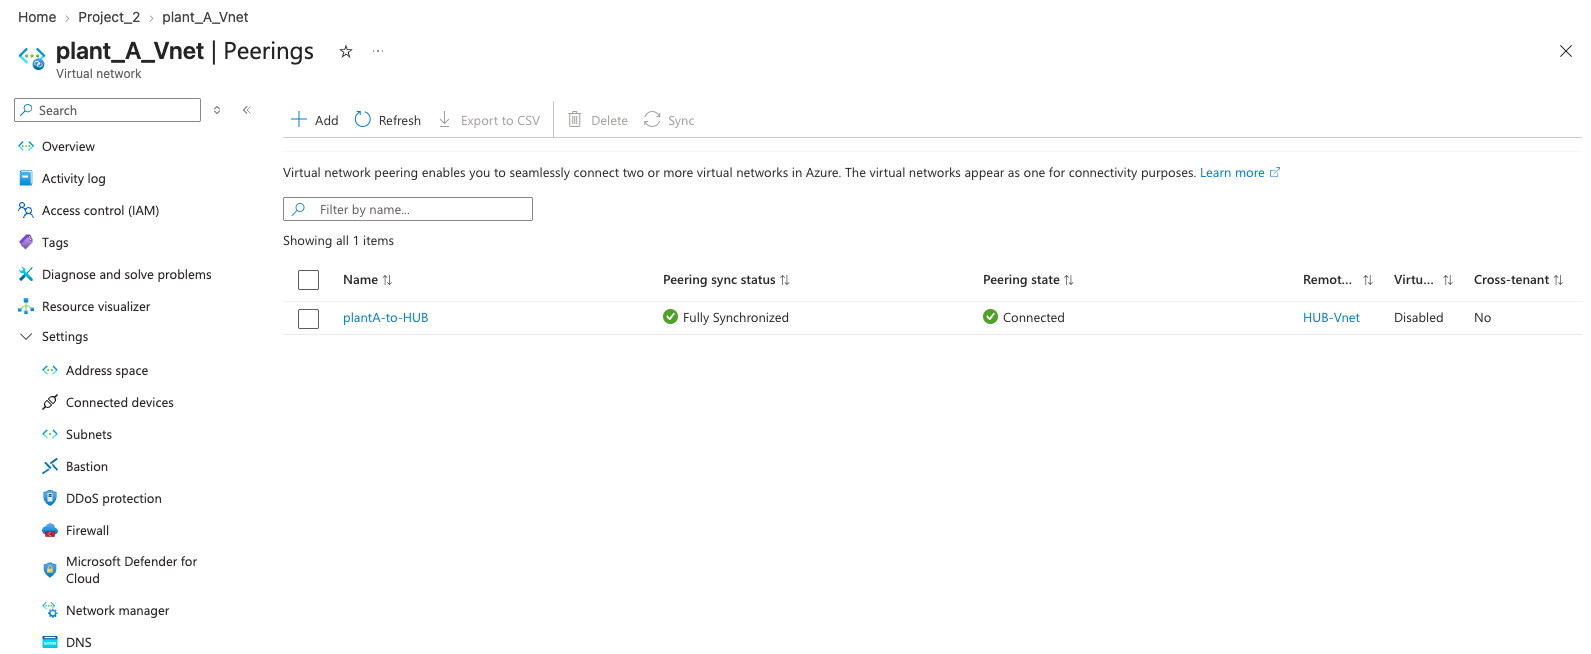 Home > Project_2 > plant_A_Vnet
plant_A_Vnet | Peerings
Virtual network
Search
Overview
Activity log
Access control (IAM)
Tags
Diagnose and solve problems
Resource visualizer
Settings
Address space
Connected devices
Subnets
Bastion
DDoS protection
Firewall
Microsoft Defender for
Cloud
Network manager
DNS
Add Refresh Export to CSV Delete Sync
Virtual network peering enables you to seamlessly connect two or more virtual networks in Azure. The virtual networks appear as one for connectivity purposes. Learn more
Filter by name...
Showing all 1 items
Name Peering sync status Peering state Remot... Virtu... Cross-tenant
plantA-to-HUB Fully Synchronized Connected HUB-Vnet Disabled No